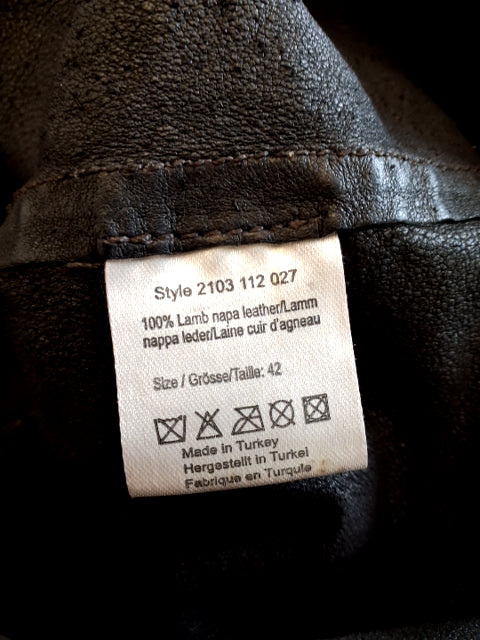 Style 2103 112 027
100% Lamb napa leather/Lamm
nappa leder/Laine cuir d'agneau
Size / Grösse/Taille: 42
Made in Turkey
Hergestellt in Turkei
Fabrique en Turquie